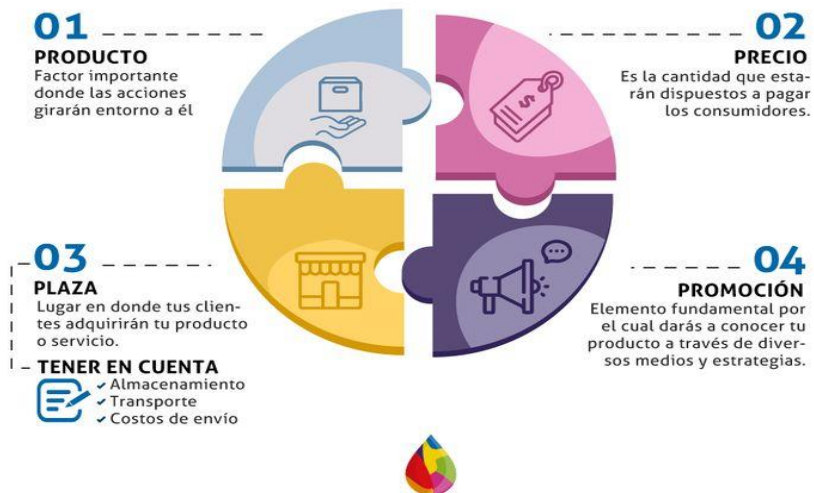 01
PRODUCTO
Factor importante
donde las acciones
girarán entorno a él
02
PRECIO
Es la cantidad que esta-
rán dispuestos a pagar
los consumidores.
$
03
PLAZA
Lugar en donde tus clien-
tes adquirirán tu producto
o servicio.
TENER EN CUENTA
Almacenamiento
Transporte
Costos de envío
04
PROMOCIÓN
Elemento fundamental por
el cual darás a conocer tu
producto a través de diver-
sos medios y estrategias.